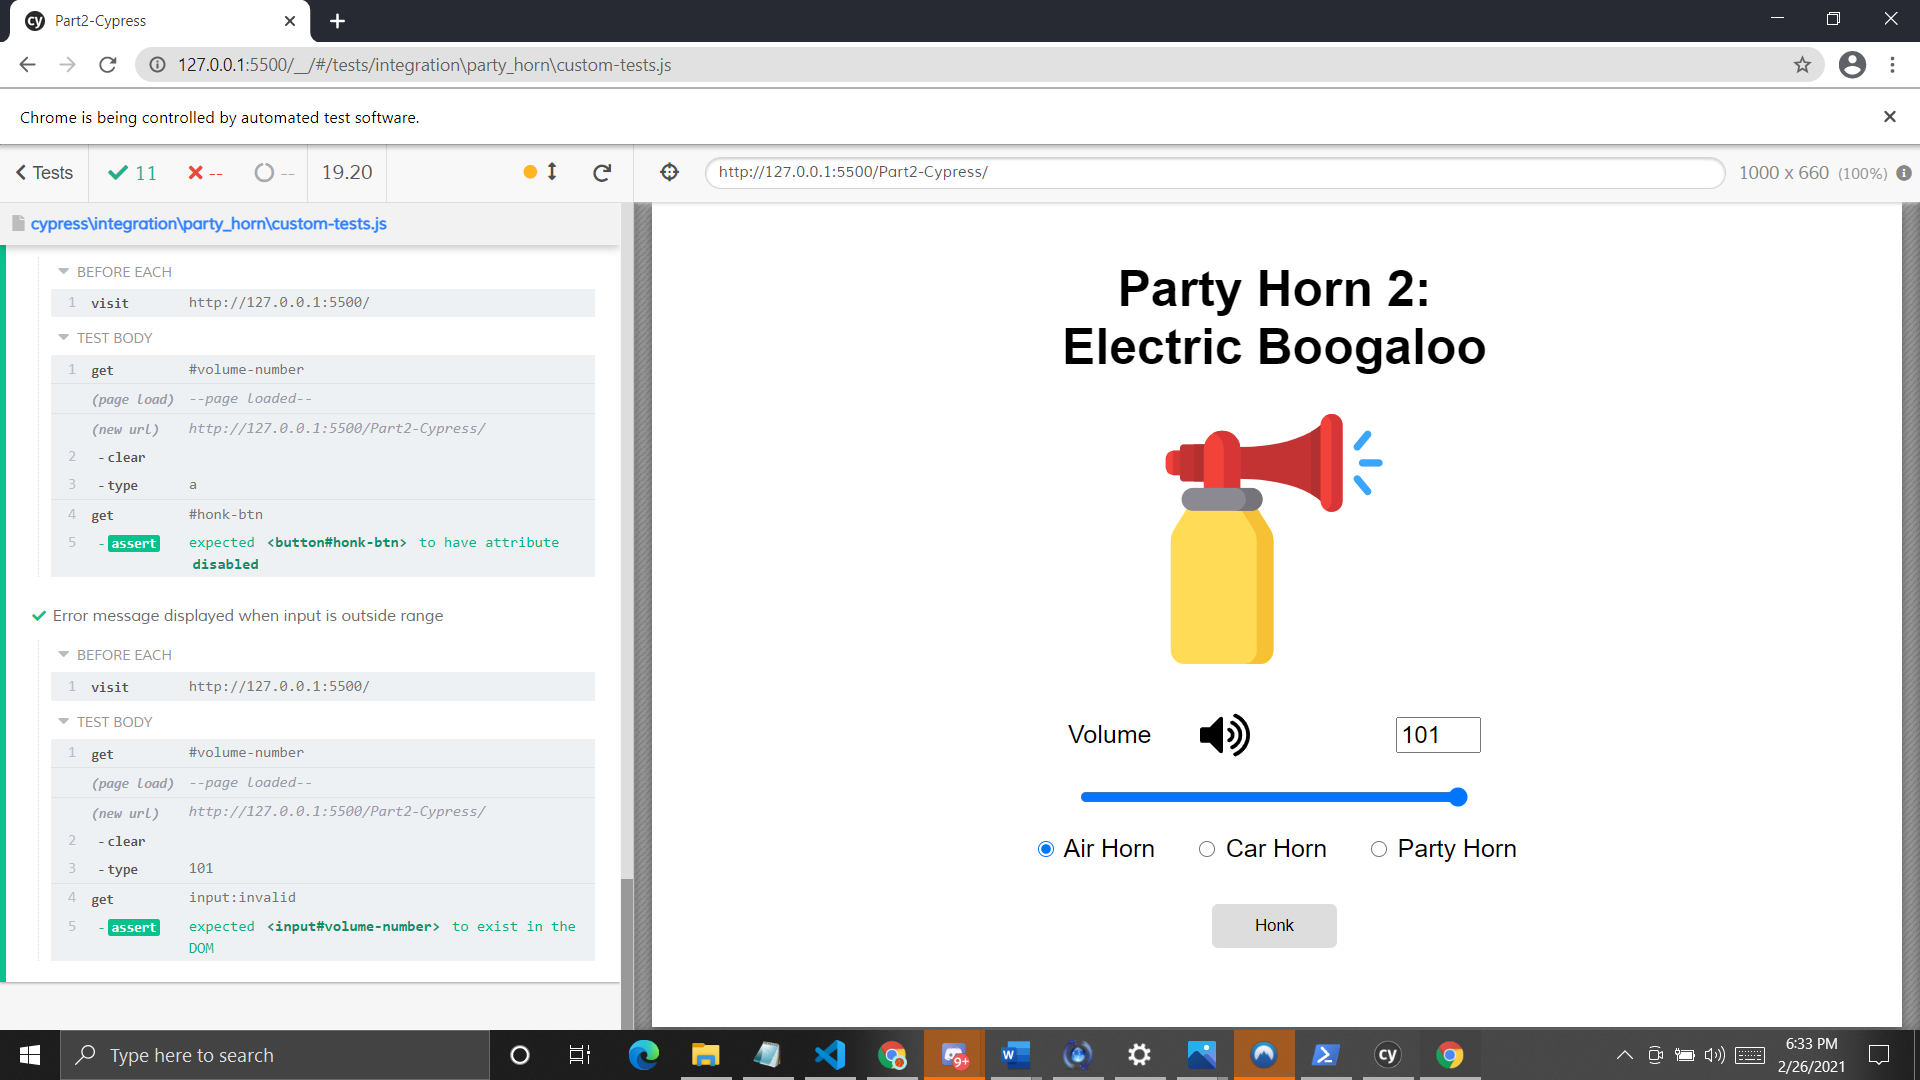 Part2-Cypress
127.0.0.1:5500/__/#/tests/integration\party_horn\custom-tests.js
Chrome is being controlled by automated test software.
Tests 11 -- -- 19.20
http://127.0.0.1:5500/Part2-Cypress/ 1000 x 660 (100%)
cypress\integration\party_horn\custom-tests.js
BEFORE EACH
1 visit http://127.0.0.1:5500/
TEST BODY
1 get #volume-number
(page load) --page loaded--
(new url) http://127.0.0.1:5500/Part2-Cypress/
2 -clear
3 -type a
4 get #honk-btn
5 -assert expected <button#honk-btn> to have attribute
disabled
Error message displayed when input is outside range
BEFORE EACH
1 visit http://127.0.0.1:5500/
TEST BODY
1 get #volume-number
(page load) --page loaded--
(new url) http://127.0.0.1:5500/Part2-Cypress/
2 -clear
3 -type 101
4 get input:invalid
5 -assert expected <input#volume-number> to exist in the
DOM
Party Horn 2:
Electric Boogaloo
Volume 101
Air Horn Car Horn Party Horn
Honk
Type here to search
9+
cy
6:33 PM
2/26/2021